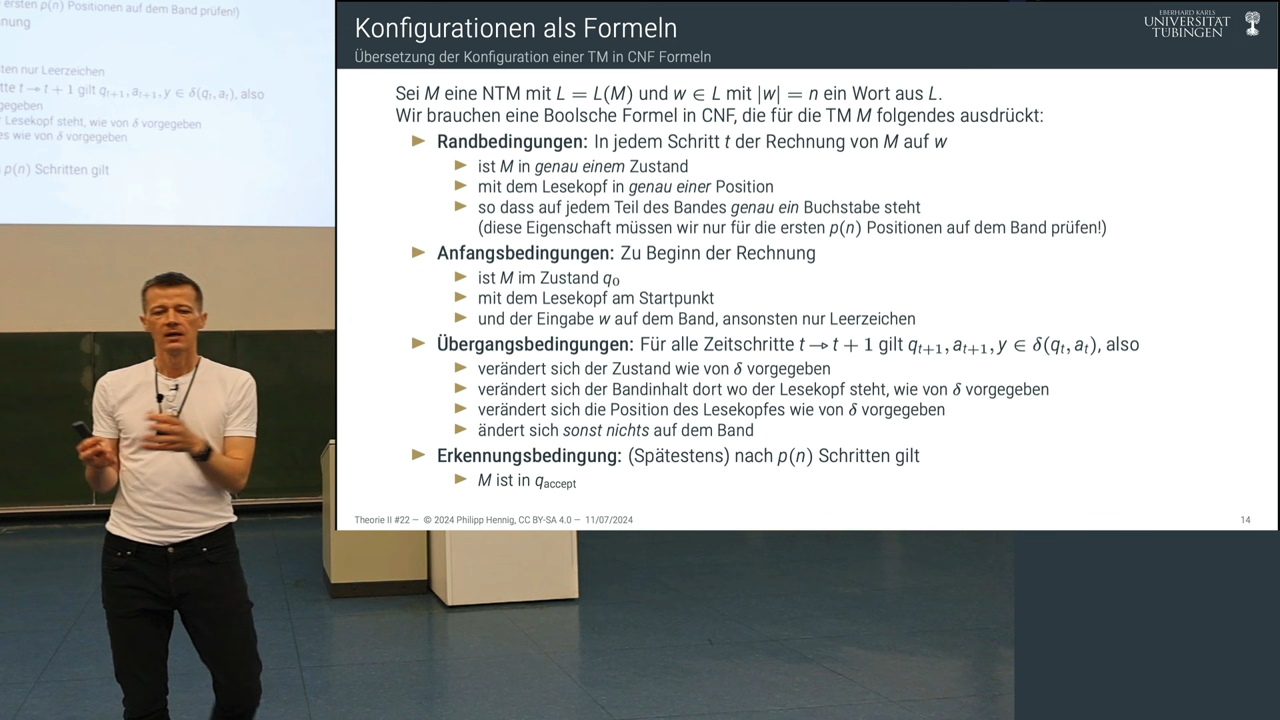 ersten p(n) Positionen auf dem Band prüfen!)
nung
ten nur Leerzeichen
tte t → t + 1 gilt qt+1, at+1, y ∈ δ(qt, at), also
gegeben
Lesekopf steht, wie von δ vorgegeben
es wie von δ vorgegeben
p(n) Schritten gilt
Konfigurationen als Formeln
Übersetzung der Konfiguration einer TM in CNF Formeln
EBERHARD KARLS
UNIVERSITÄT
TÜBINGEN
Sei M eine NTM mit L = L(M) und w ∈ L mit |w| = n ein Wort aus L.
Wir brauchen eine Boolsche Formel in CNF, die für die TM M folgendes ausdrückt:
Randbedingungen: In jedem Schritt t der Rechnung von M auf w
ist M in genau einem Zustand
mit dem Lesekopf in genau einer Position
so dass auf jedem Teil des Bandes genau ein Buchstabe steht
(diese Eigenschaft müssen wir nur für die ersten p(n) Positionen auf dem Band prüfen!)
Anfangsbedingungen: Zu Beginn der Rechnung
ist M im Zustand q0
mit dem Lesekopf am Startpunkt
und der Eingabe w auf dem Band, ansonsten nur Leerzeichen
Übergangsbedingungen: Für alle Zeitschritte t → t + 1 gilt qt+1, at+1, y ∈ δ(qt, at), also
verändert sich der Zustand wie von δ vorgegeben
verändert sich der Bandinhalt dort wo der Lesekopf steht, wie von δ vorgegeben
verändert sich die Position des Lesekopfes wie von δ vorgegeben
ändert sich sonst nichts auf dem Band
Erkennungsbedingung: (Spätestens) nach p(n) Schritten gilt
M ist in qaccept
Theorie II #22 — © 2024 Philipp Hennig, CC BY-SA 4.0 — 11/07/2024
14